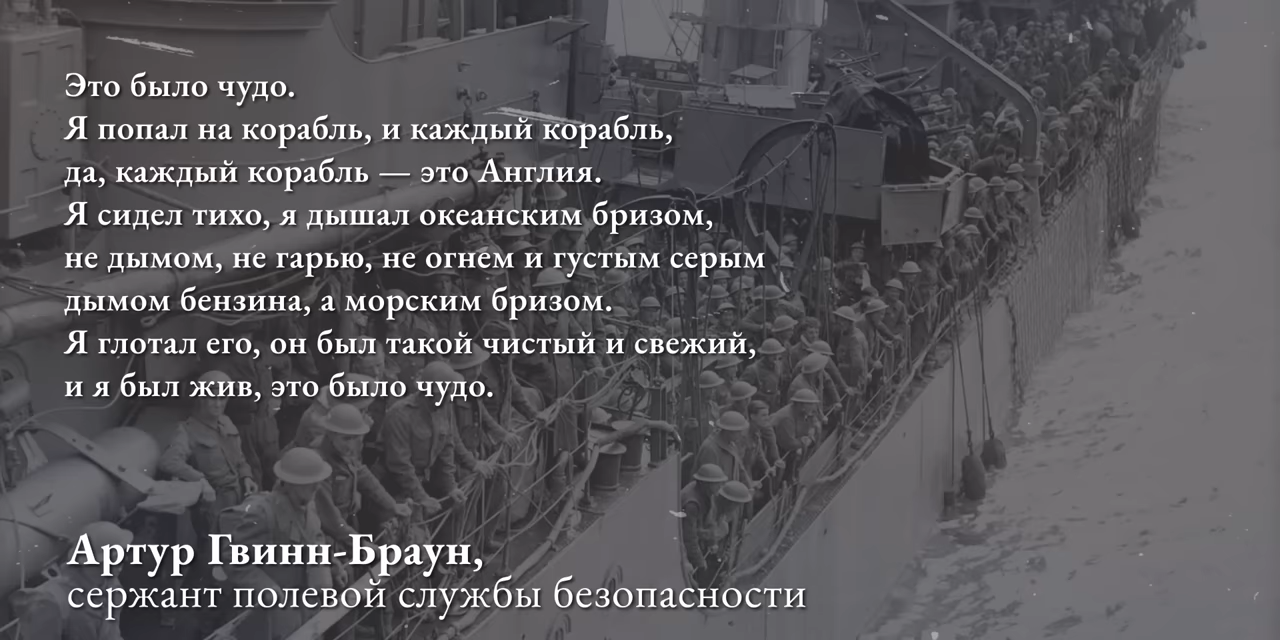 Это было чудо.
Я попал на корабль, и каждый корабль,
да, каждый корабль — это Англия.
Я сидел тихо, я дышал океанским бризом,
не дымом, не гарью, не огнём и густым серым
дымом бензина, а морским бризом.
Я глотал его, он был такой чистый и свежий,
и я был жив, это было чудо.
Артур Гвинн-Браун,
сержант полевой службы безопасности